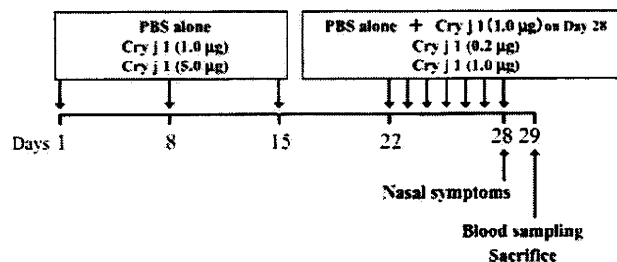 PBS alone
Cry j 1 (1.0 μg)
Cry j 1 (5.0 μg)
PBS alone + Cry j 1 (1.0 μg) on Day 28
Cry j 1 (0.2 μg)
Cry j 1 (1.0 μg)
Days 1 8 15 22 28 29
Nasal symptoms
Blood sampling
Sacrifice